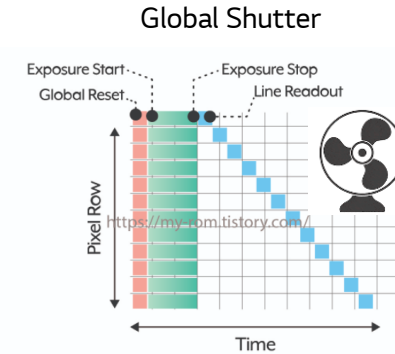 Global Shutter
Exposure Start
Exposure Stop
Global Reset
Line Readout
Pixel Row
https://my-rom.tistory.com/
Time